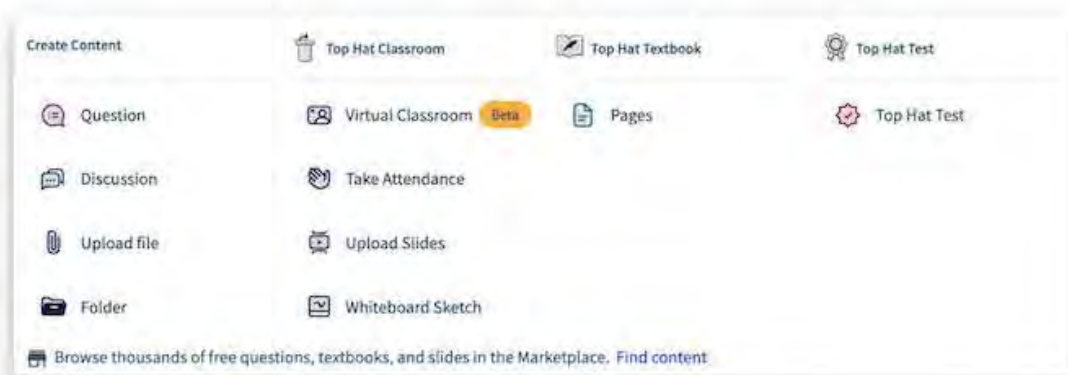 Create Content
Top Hat Classroom
Top Hat Textbook
Top Hat Test
Question
Virtual Classroom Beta
Pages
Top Hat Test
Discussion
Take Attendance
Upload file
Upload Slides
Folder
Whiteboard Sketch
Browse thousands of free questions, textbooks, and slides in the Marketplace. Find content